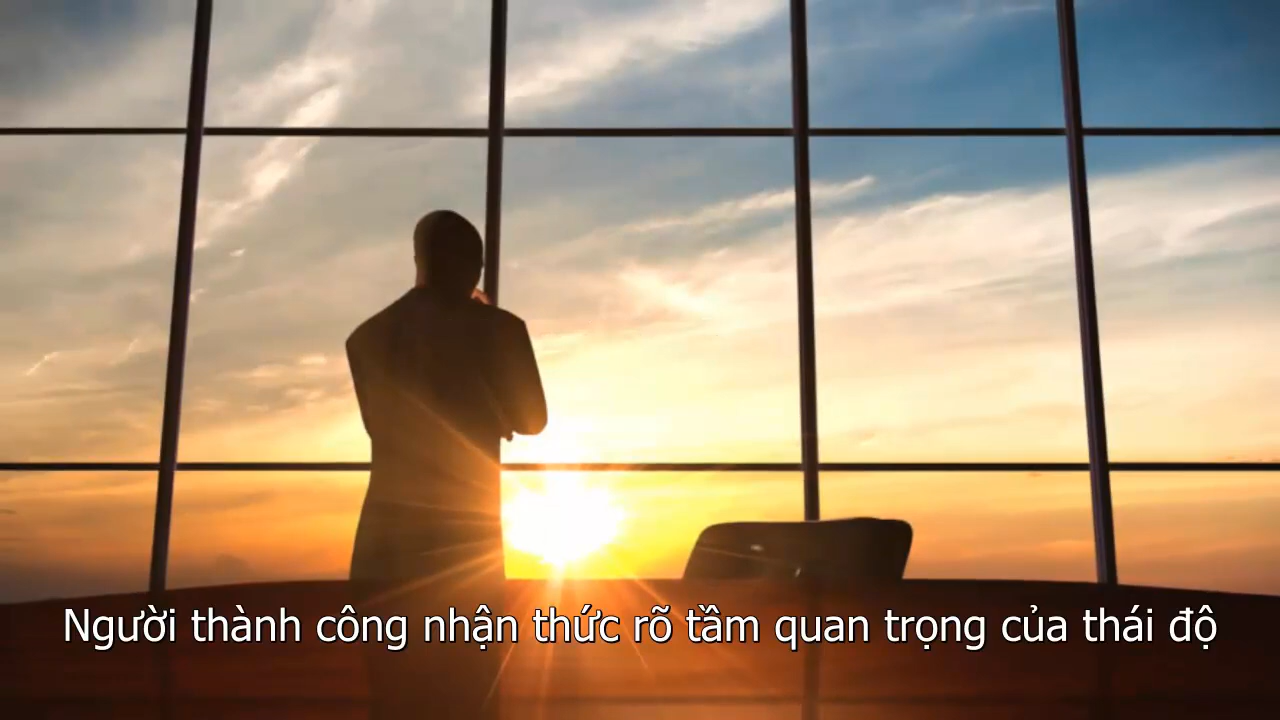 Người thành công nhận thức rõ tầm quan trọng của thái độ